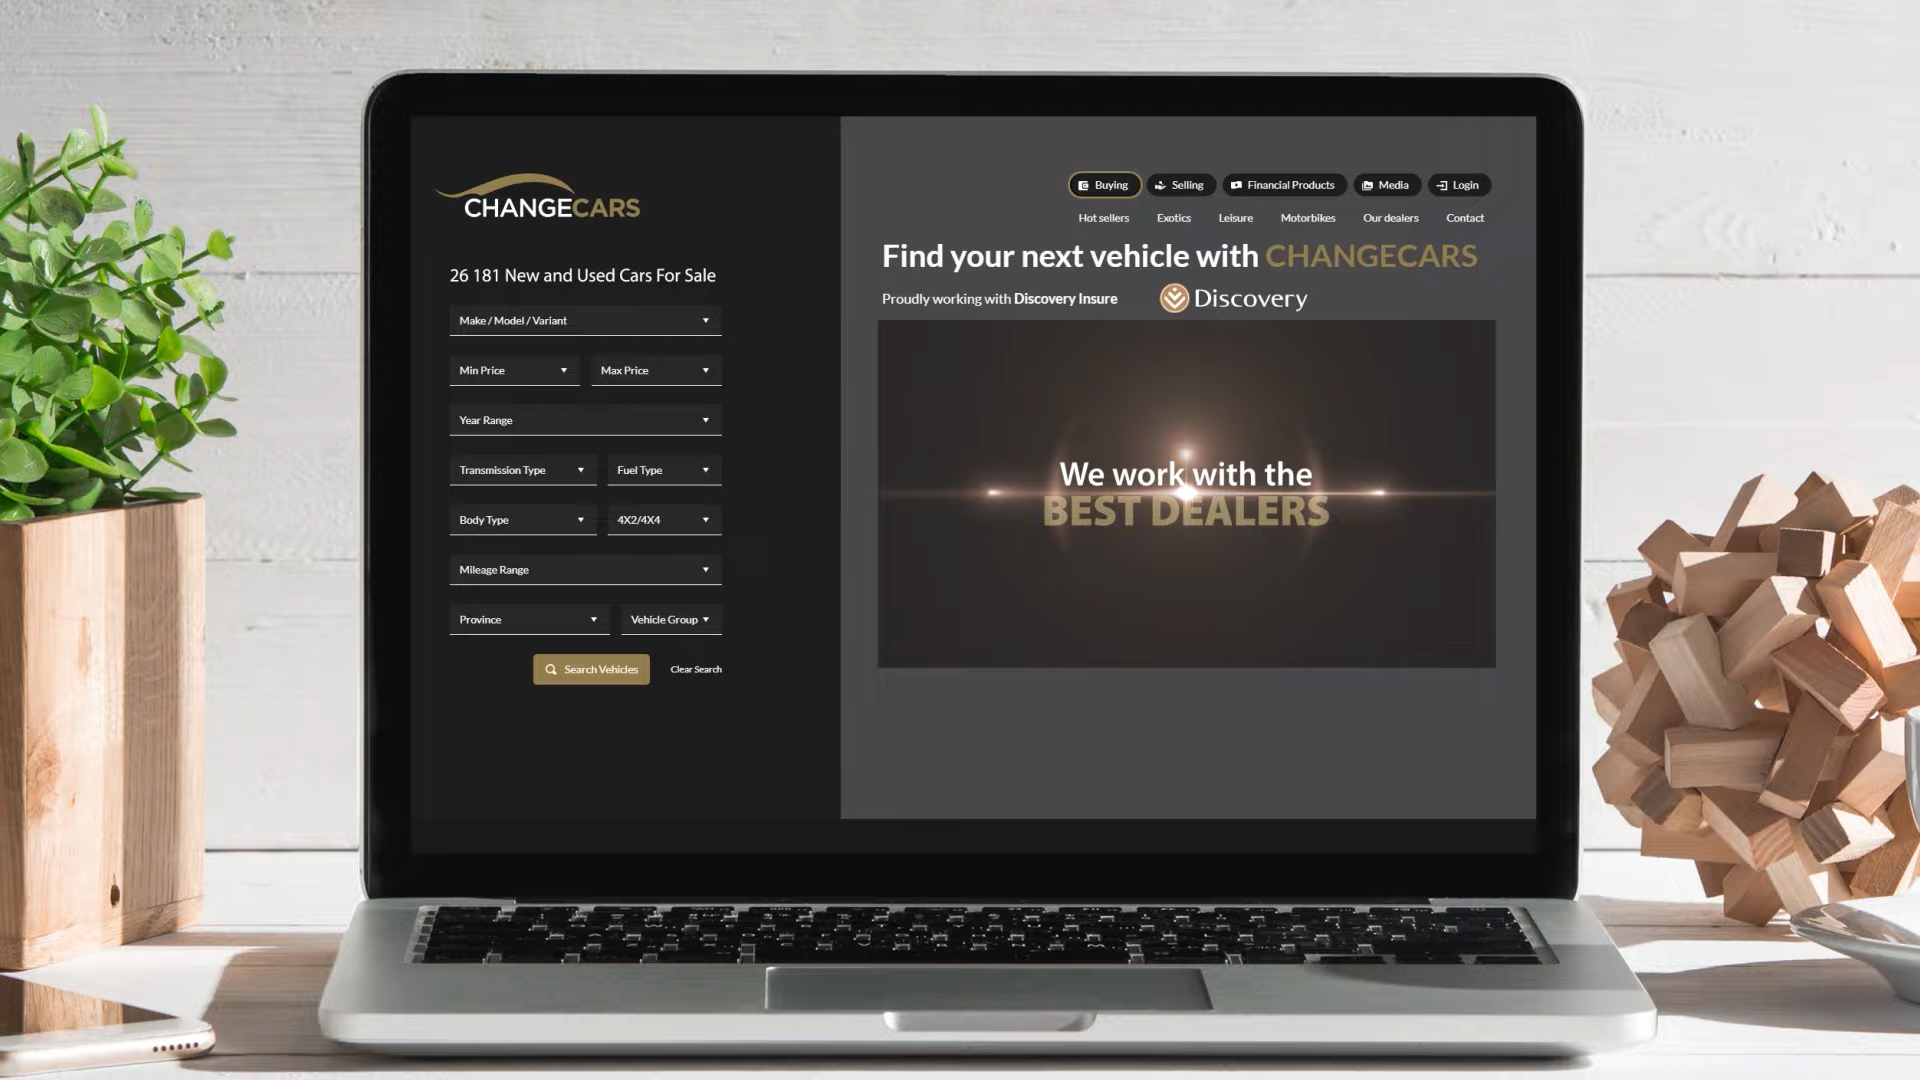 CHANGECARS
26 181 New and Used Cars For Sale
Make / Model / Variant
Min Price
Max Price
Year Range
Transmission Type
Fuel Type
Body Type
4X2/4X4
Mileage Range
Province
Vehicle Group
Search Vehicles
Clear Search
Buying
Selling
Financial Products
Media
Login
Hot sellers
Exotics
Leisure
Motorbikes
Our dealers
Contact
Find your next vehicle with CHANGECARS
Proudly working with Discovery Insure
Discovery
We work with the
BEST DEALERS